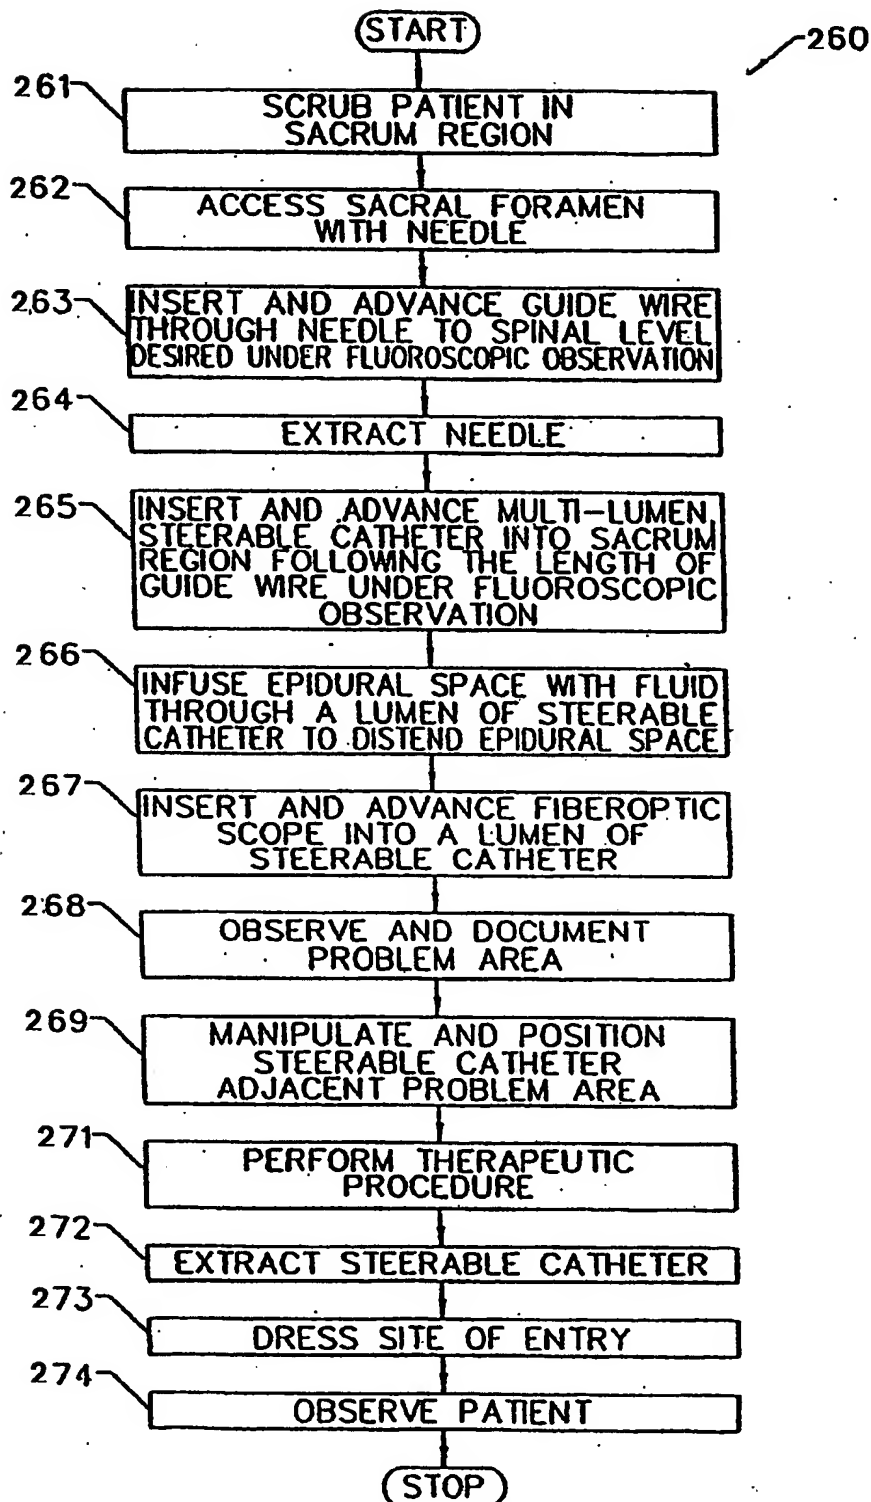 START
260
261
SCRUB PATIENT IN
SACRUM REGION
262
ACCESS SACRAL FORAMEN
WITH NEEDLE
263
INSERT AND ADVANCE GUIDE WIRE
THROUGH NEEDLE TO SPINAL LEVEL
DESIRED UNDER FLUOROSCOPIC OBSERVATION
264
EXTRACT NEEDLE
265
INSERT AND ADVANCE MULTI-LUMEN
STEERABLE CATHETER INTO SACRUM
REGION FOLLOWING THE LENGTH OF
GUIDE WIRE UNDER FLUOROSCOPIC
OBSERVATION
266
INFUSE EPIDURAL SPACE WITH FLUID
THROUGH A LUMEN OF STEERABLE
CATHETER TO DISTEND EPIDURAL SPACE
267
INSERT AND ADVANCE FIBEROPTIC
SCOPE INTO A LUMEN OF
STEERABLE CATHETER
268
OBSERVE AND DOCUMENT
PROBLEM AREA
269
MANIPULATE AND POSITION
STEERABLE CATHETER
ADJACENT PROBLEM AREA
271
PERFORM THERAPEUTIC
PROCEDURE
272
EXTRACT STEERABLE CATHETER
273
DRESS SITE OF ENTRY
274
OBSERVE PATIENT
STOP